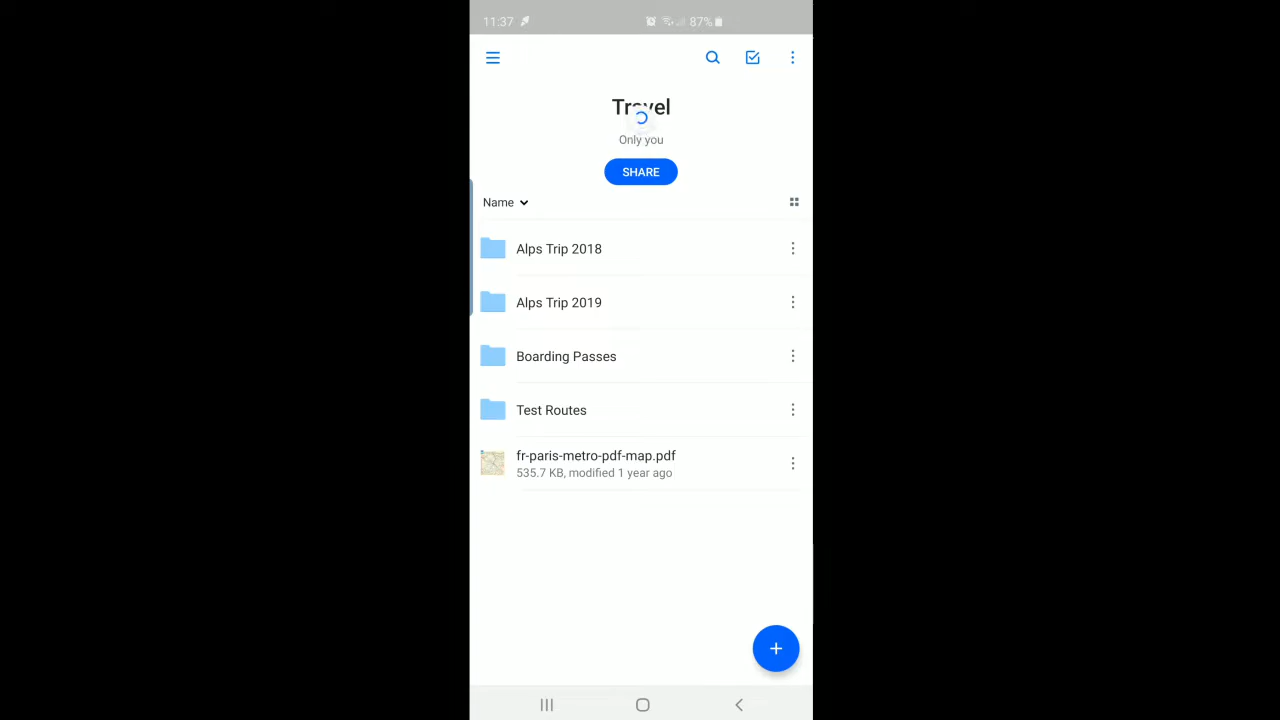 11:37 87%
Travel
Only you
SHARE
Name
Alps Trip 2018
Alps Trip 2019
Boarding Passes
Test Routes
fr-paris-metro-pdf-map.pdf
535.7 KB, modified 1 year ago